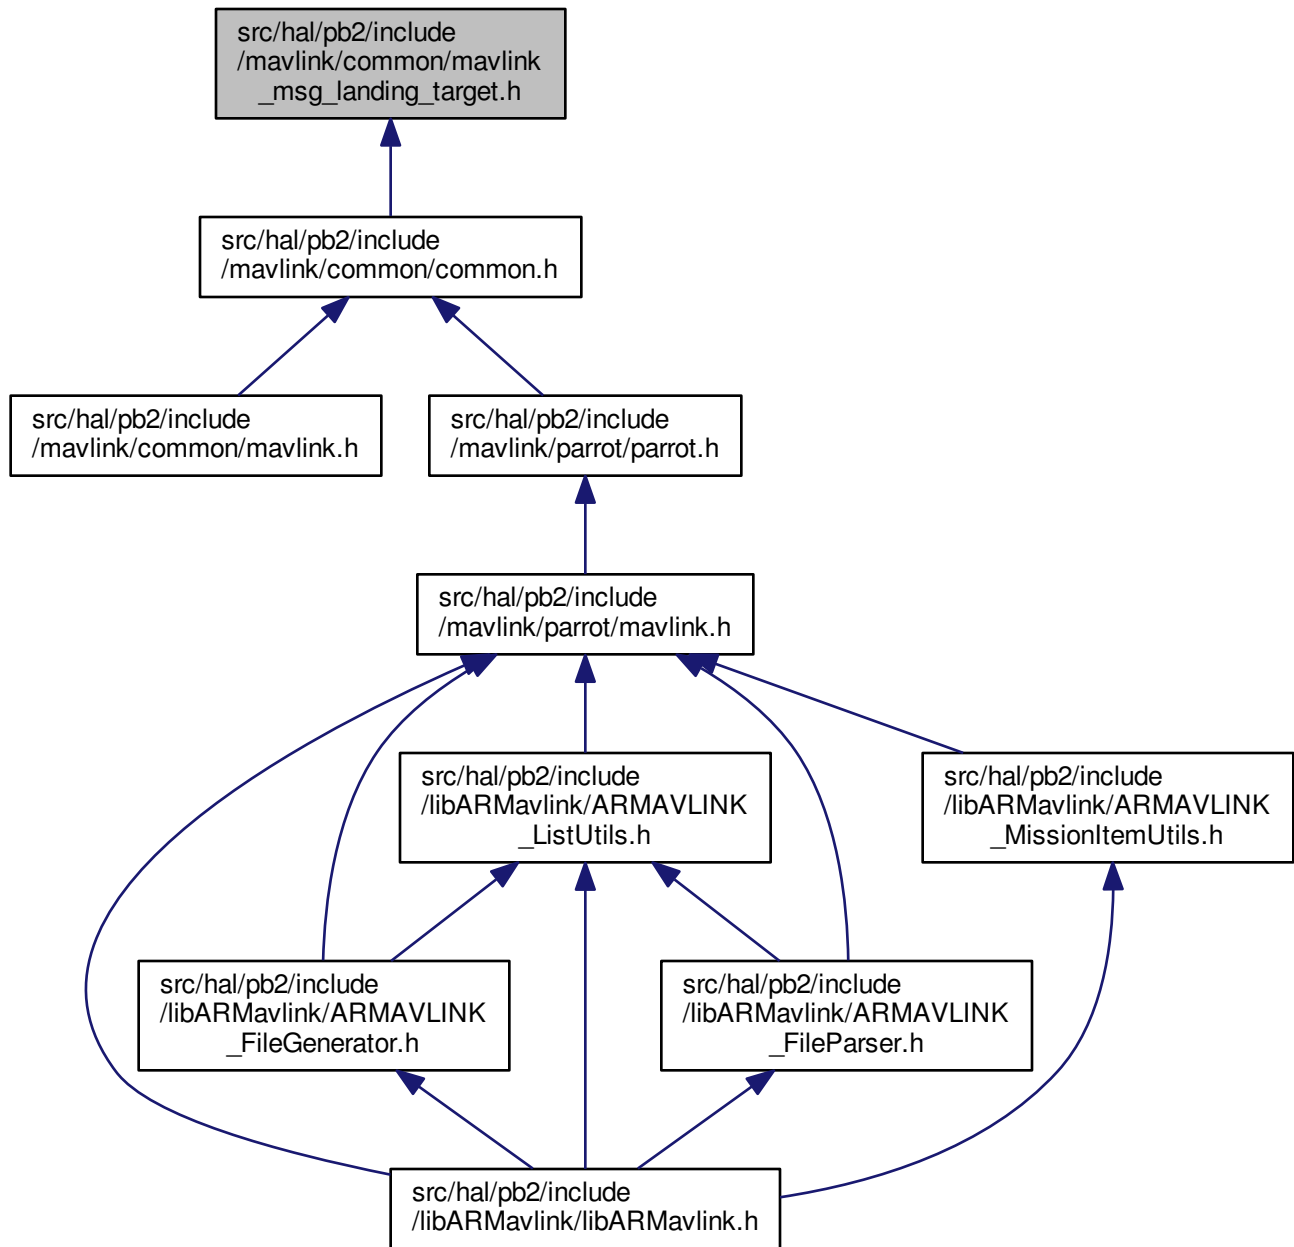 src/hal/pb2/include
/mavlink/common/mavlink
_msg_landing_target.h
src/hal/pb2/include
/mavlink/common/common.h
src/hal/pb2/include
/mavlink/common/mavlink.h
src/hal/pb2/include
/mavlink/parrot/parrot.h
src/hal/pb2/include
/mavlink/parrot/mavlink.h
src/hal/pb2/include
/libARMavlink/ARMAVLINK
_ListUtils.h
src/hal/pb2/include
/libARMavlink/ARMAVLINK
_MissionItemUtils.h
src/hal/pb2/include
/libARMavlink/ARMAVLINK
_FileGenerator.h
src/hal/pb2/include
/libARMavlink/ARMAVLINK
_FileParser.h
src/hal/pb2/include
/libARMavlink/libARMavlink.h